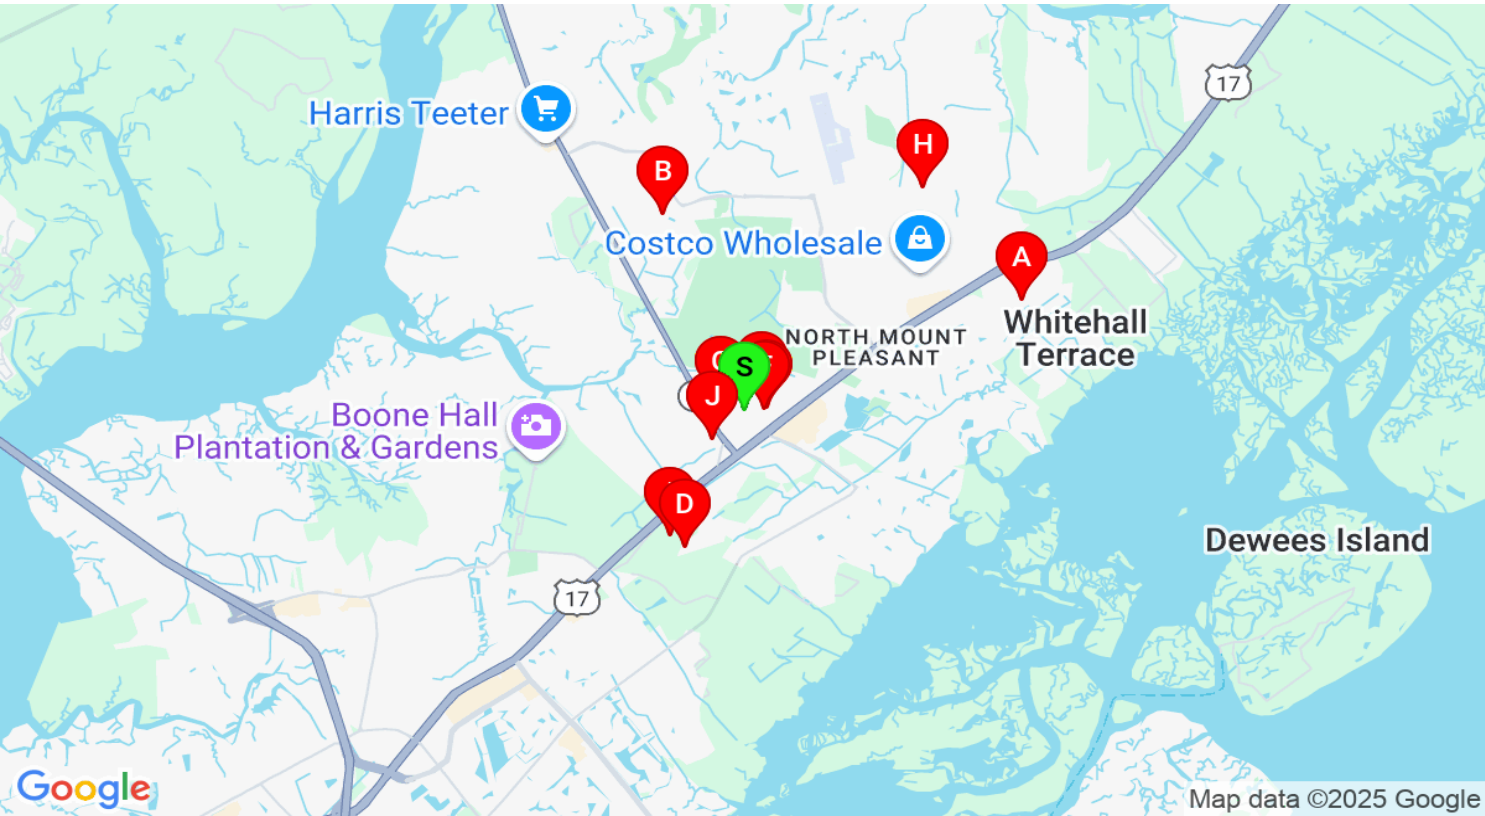 17
Harris Teeter
H
B
Costco Wholesale
A
Whitehall
Terrace
NORTH MOUNT
PLEASANT
S
J
Boone Hall
Plantation & Gardens
D
Dewees Island
17
Google
Map data ©2025 Google